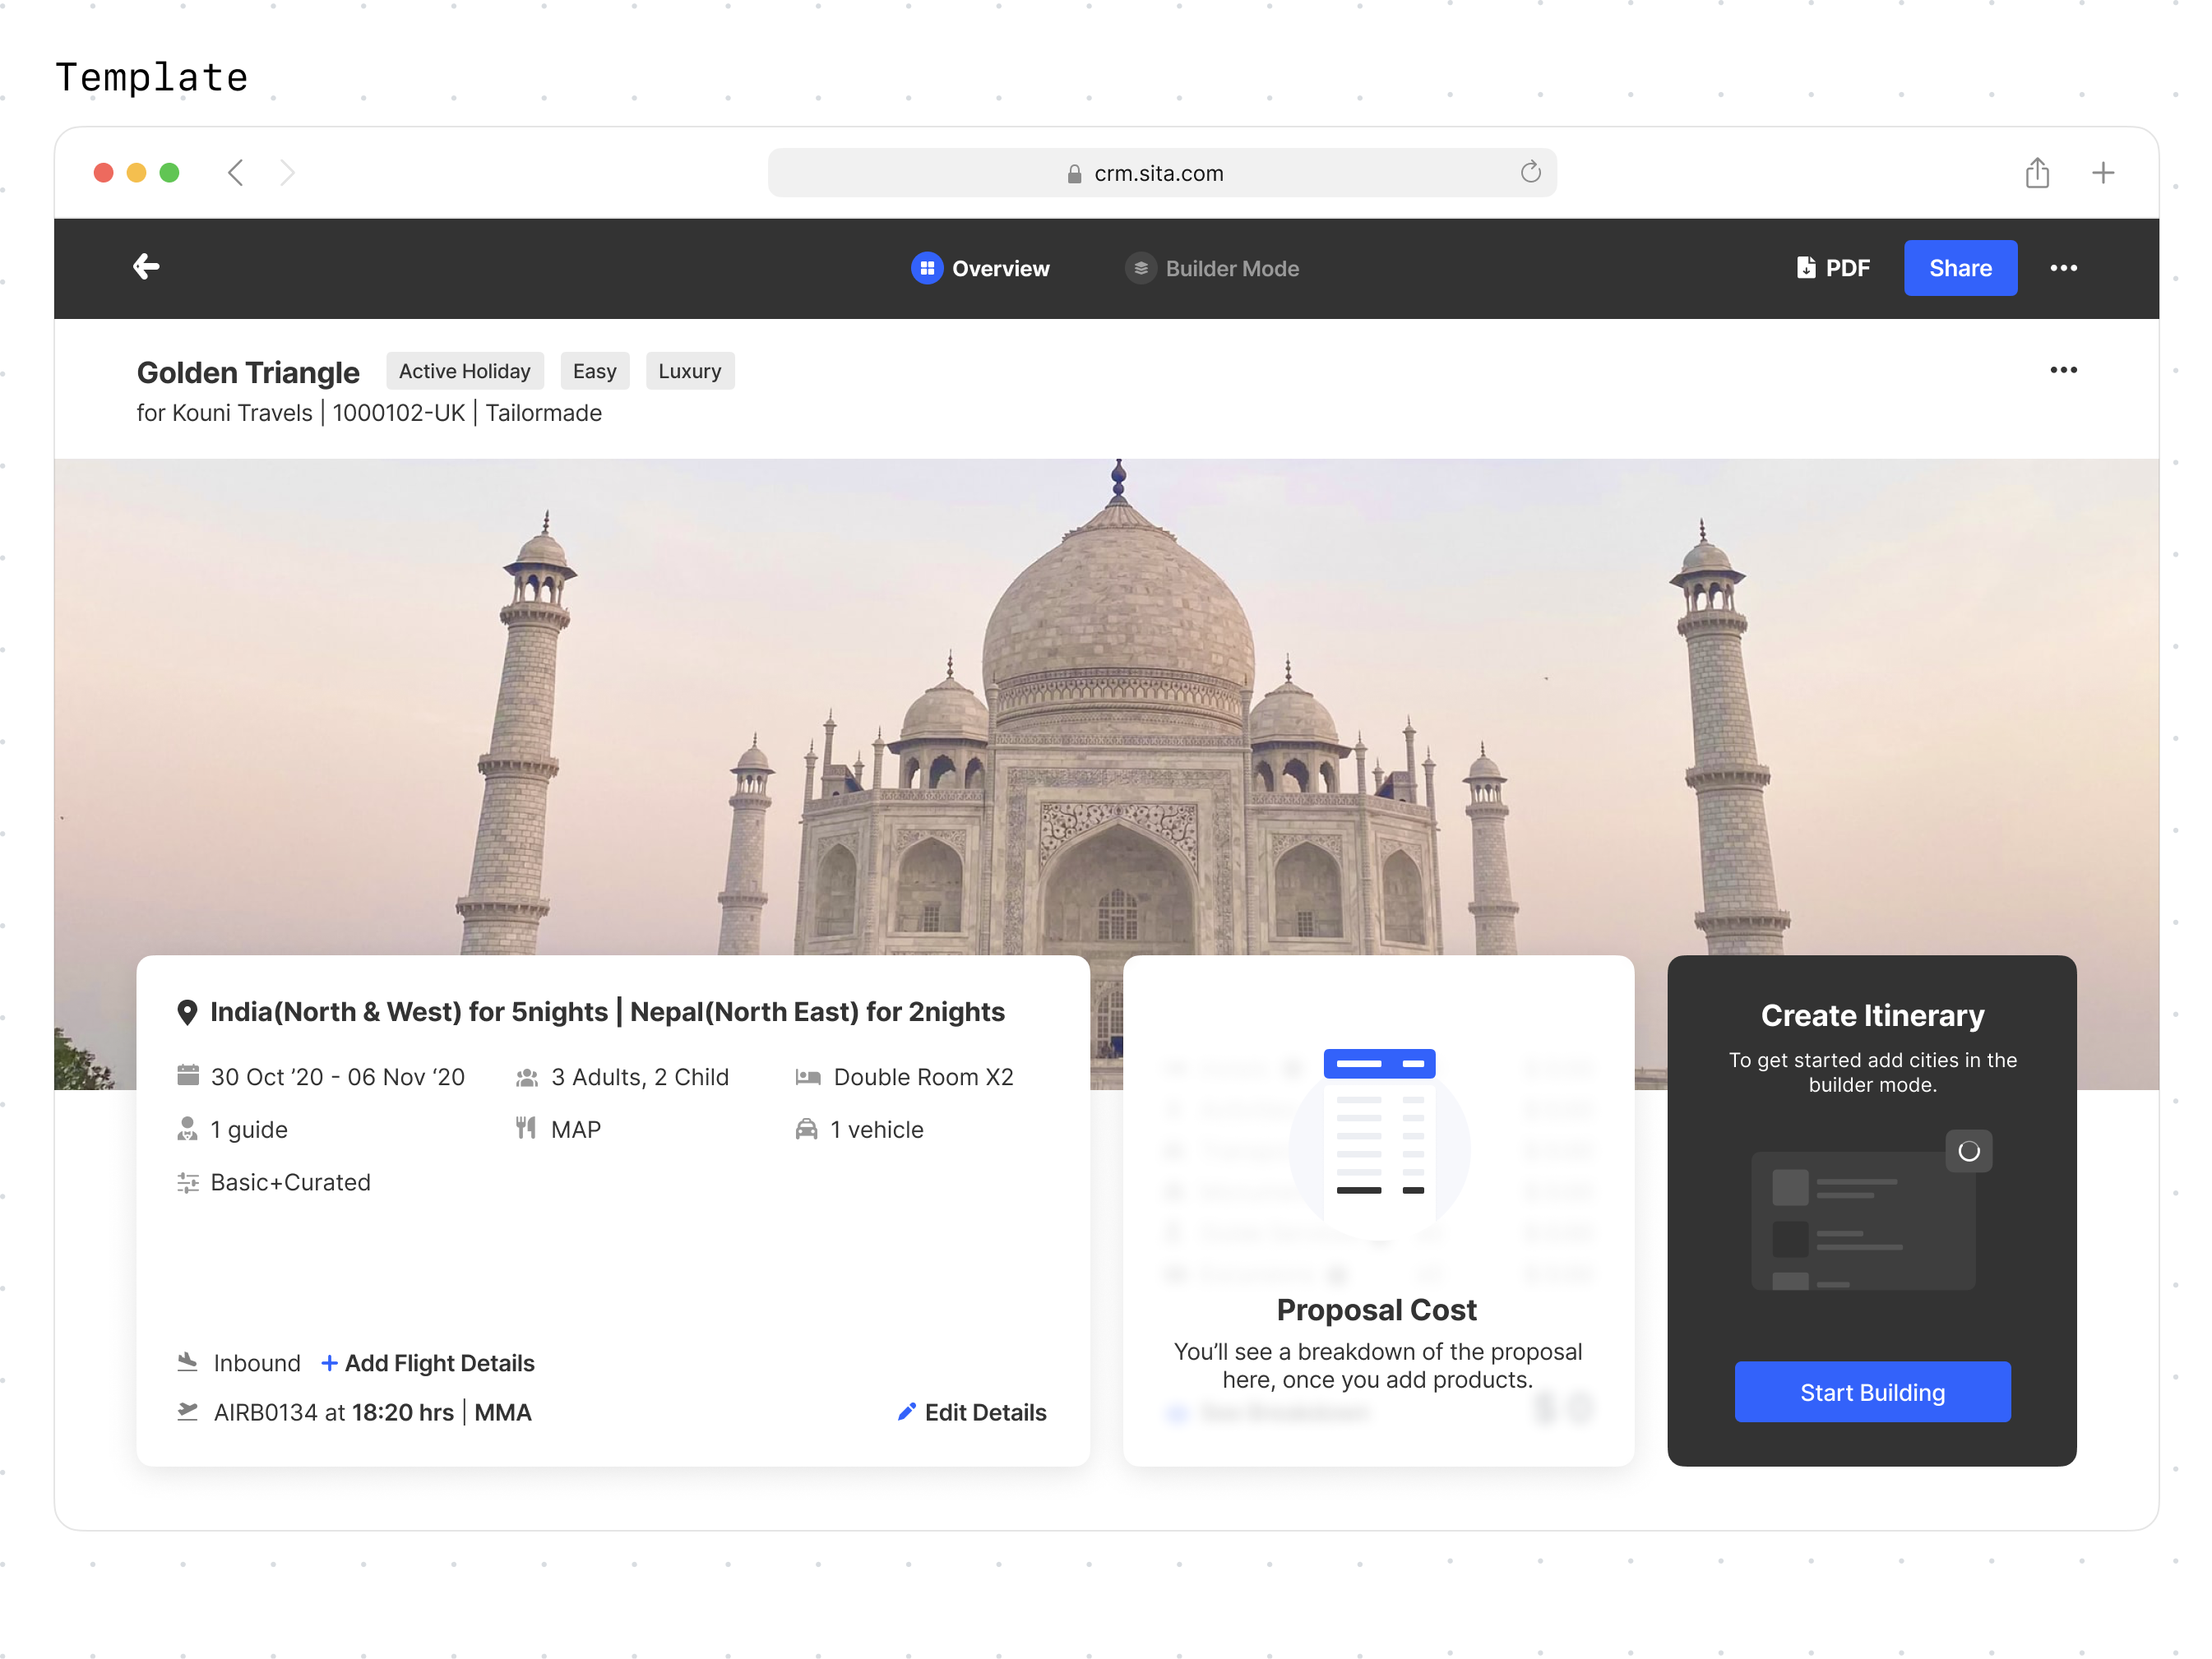 Template
crm.sita.com
Overview
Builder Mode
PDF
Share
Golden Triangle
Active Holiday
Easy
Luxury
for Kouni Travels | 1000102-UK | Tailormade
India(North & West) for 5nights | Nepal(North East) for 2nights
30 Oct ’20 - 06 Nov ‘20
3 Adults, 2 Child
Double Room X2
1 guide
MAP
1 vehicle
Basic+Curated
Inbound
+ Add Flight Details
AIRB0134 at 18:20 hrs | MMA
Edit Details
Proposal Cost
You’ll see a breakdown of the proposal
here, once you add products.
See Breakdown
$ 0
Create Itinerary
To get started add cities in the
builder mode.
Start Building